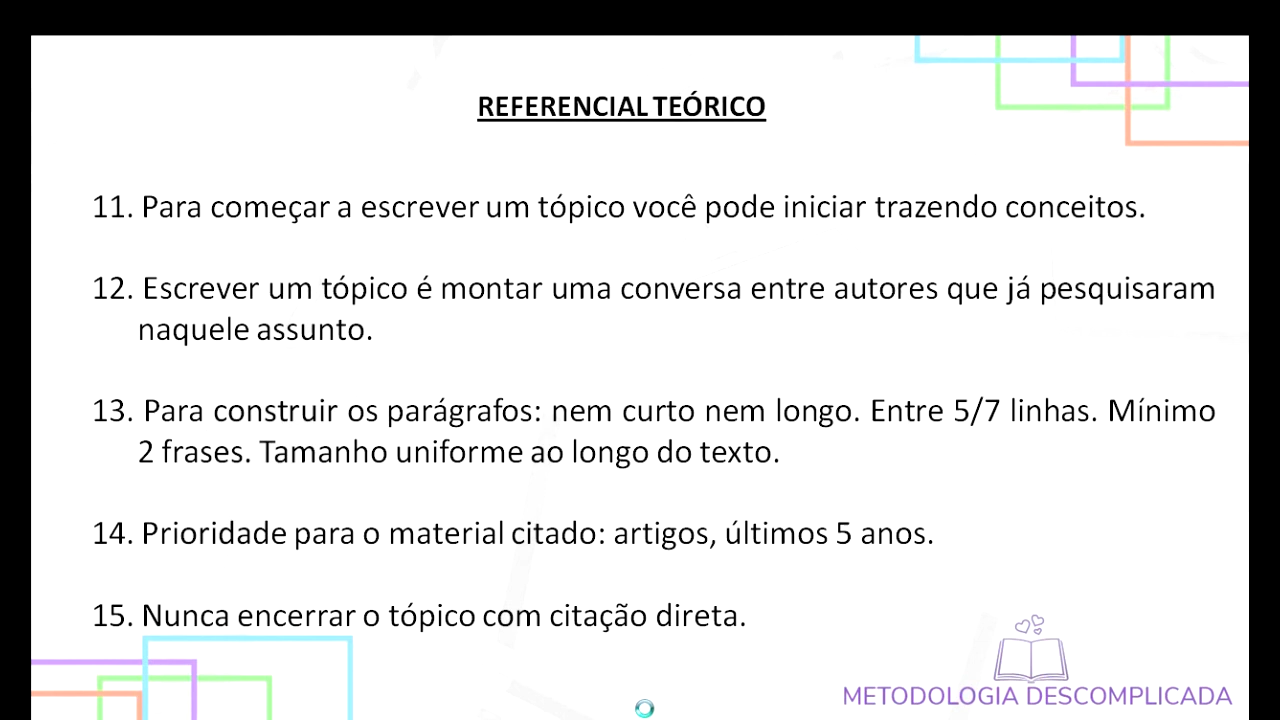 REFERENCIAL TEÓRICO
11. Para começar a escrever um tópico você pode iniciar trazendo conceitos.
12. Escrever um tópico é montar uma conversa entre autores que já pesquisaram
naquele assunto.
13. Para construir os parágrafos: nem curto nem longo. Entre 5/7 linhas. Mínimo
2 frases. Tamanho uniforme ao longo do texto.
14. Prioridade para o material citado: artigos, últimos 5 anos.
15. Nunca encerrar o tópico com citação direta.
METODOLOGIA DESCOMPLICADA